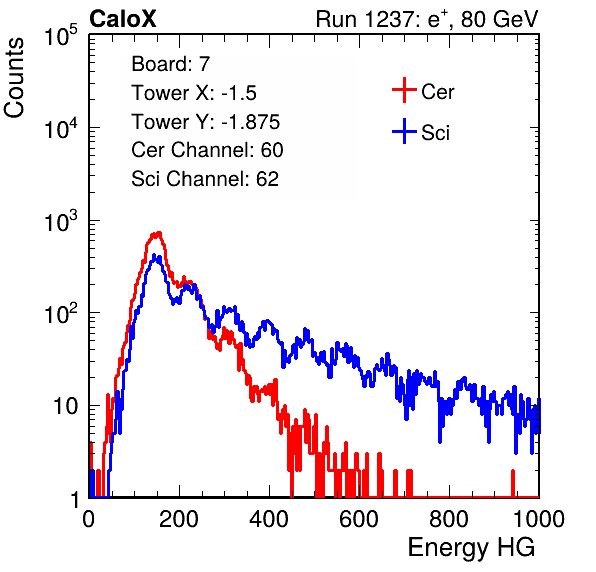 CaloX
Run 1237: e⁺, 80 GeV
Counts
10⁵
10⁴
10³
10²
10
1
Board: 7
Tower X: -1.5
Tower Y: -1.875
Cer Channel: 60
Sci Channel: 62
Cer
Sci
0 200 400 600 800 1000
Energy HG